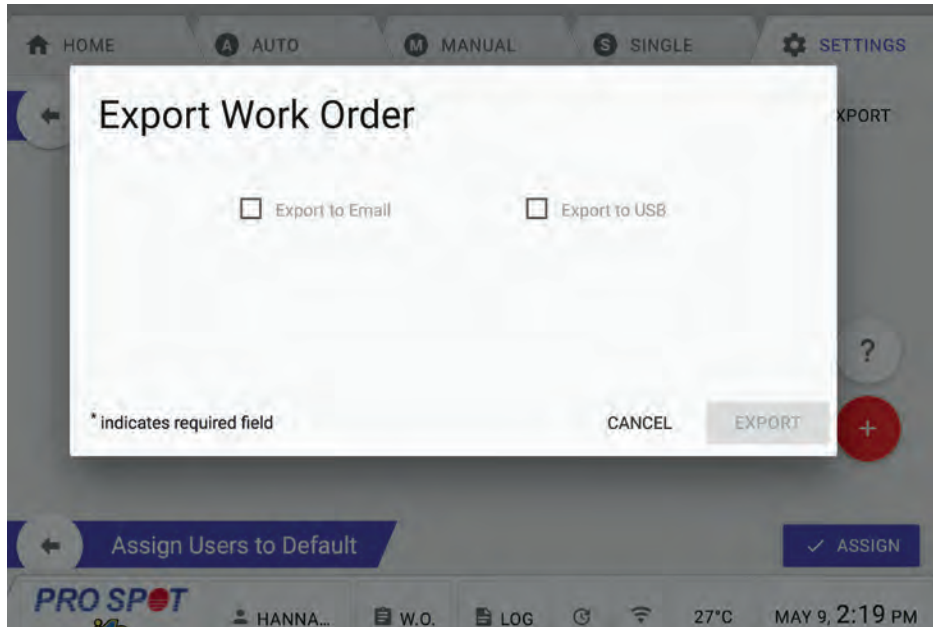 HOME A AUTO M MANUAL S SINGLE SETTINGS
XPORT
Export Work Order
Export to Email Export to USB
?
* indicates required field CANCEL EXPORT
+
Assign Users to Default ASSIGN
PRO SPOT HANNA... W.O. LOG 27°C MAY 9, 2:19 PM